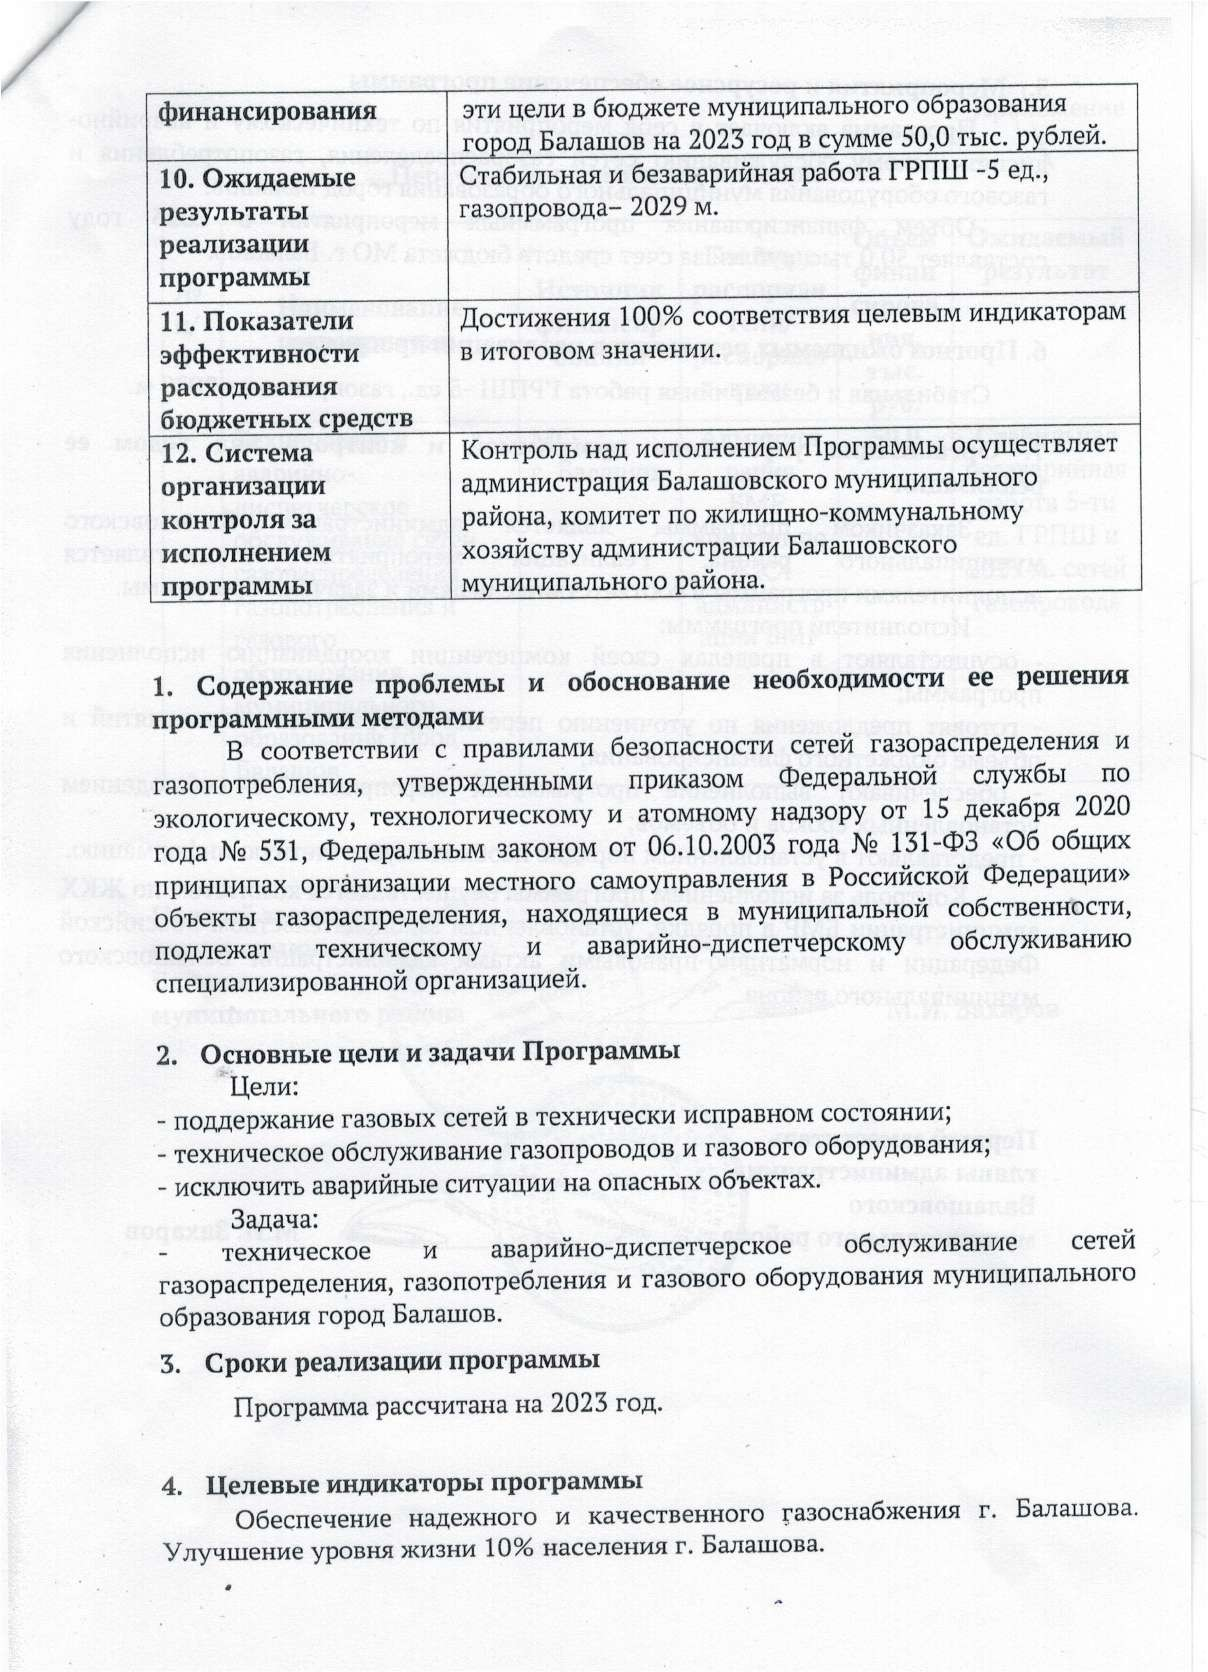 финансирования
эти цели в бюджете муниципального образования
город Балашов на 2023 год в сумме 50,0 тыс. рублей.
10. Ожидаемые
результаты
реализации
программы
Стабильная и безаварийная работа ГРПШ -5 ед.,
газопровода– 2029 м.
11. Показатели
эффективности
расходования
бюджетных средств
Достижения 100% соответствия целевым индикаторам
в итоговом значении.
12. Система
организации
контроля за
исполнением
программы
Контроль над исполнением Программы осуществляет
администрация Балашовского муниципального
района, комитет по жилищно-коммунальному
хозяйству администрации Балашовского
муниципального района.
1. Содержание проблемы и обоснование необходимости ее решения
программными методами
В соответствии с правилами безопасности сетей газораспределения и
газопотребления, утвержденными приказом Федеральной службы по
экологическому, технологическому и атомному надзору от 15 декабря 2020
года № 531, Федеральным законом от 06.10.2003 года № 131-ФЗ «Об общих
принципах организации местного самоуправления в Российской Федерации»
объекты газораспределения, находящиеся в муниципальной собственности,
подлежат техническому и аварийно-диспетчерскому обслуживанию
специализированной организацией.
2. Основные цели и задачи Программы
Цели:
- поддержание газовых сетей в технически исправном состоянии;
- техническое обслуживание газопроводов и газового оборудования;
- исключить аварийные ситуации на опасных объектах.
Задача:
- техническое и аварийно-диспетчерское обслуживание сетей
газораспределения, газопотребления и газового оборудования муниципального
образования город Балашов.
3. Сроки реализации программы
Программа рассчитана на 2023 год.
4. Целевые индикаторы программы
Обеспечение надежного и качественного газоснабжения г. Балашова.
Улучшение уровня жизни 10% населения г. Балашова.